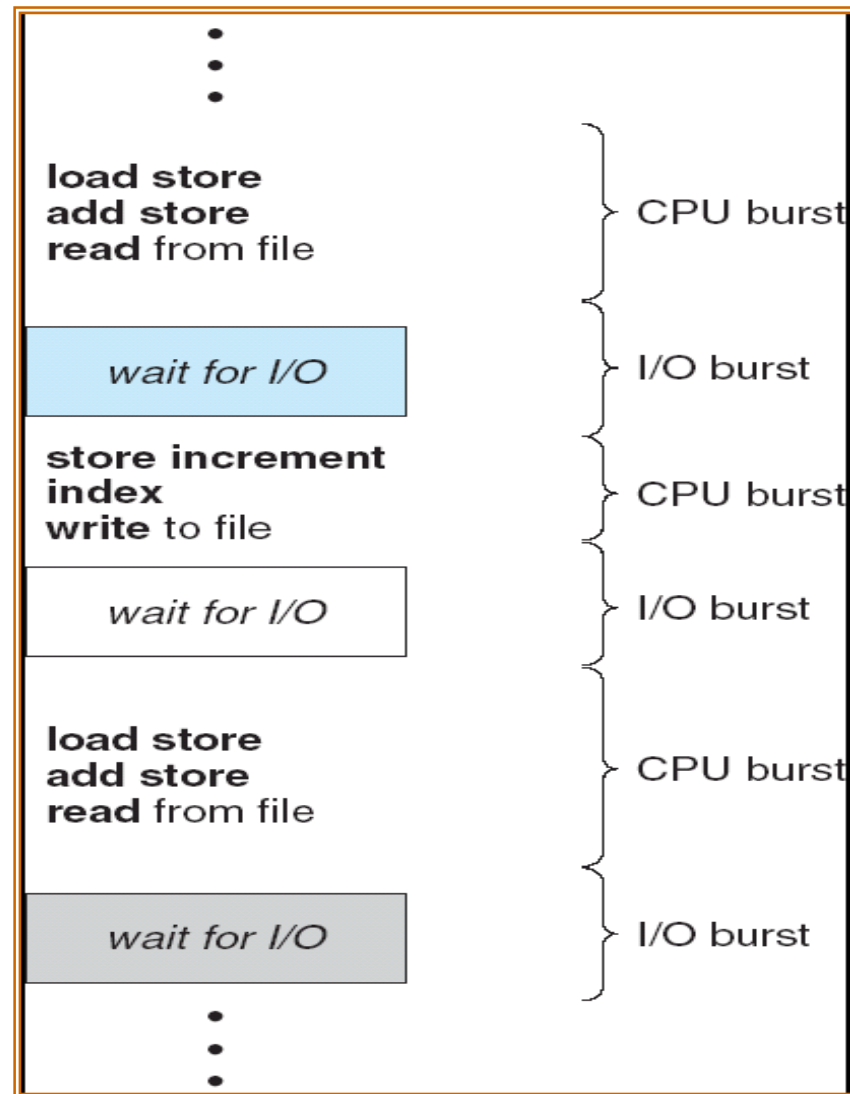 load store
add store
read from file
CPU burst
wait for I/O
I/O burst
store increment
index
write to file
CPU burst
wait for I/O
I/O burst
load store
add store
read from file
CPU burst
wait for I/O
I/O burst